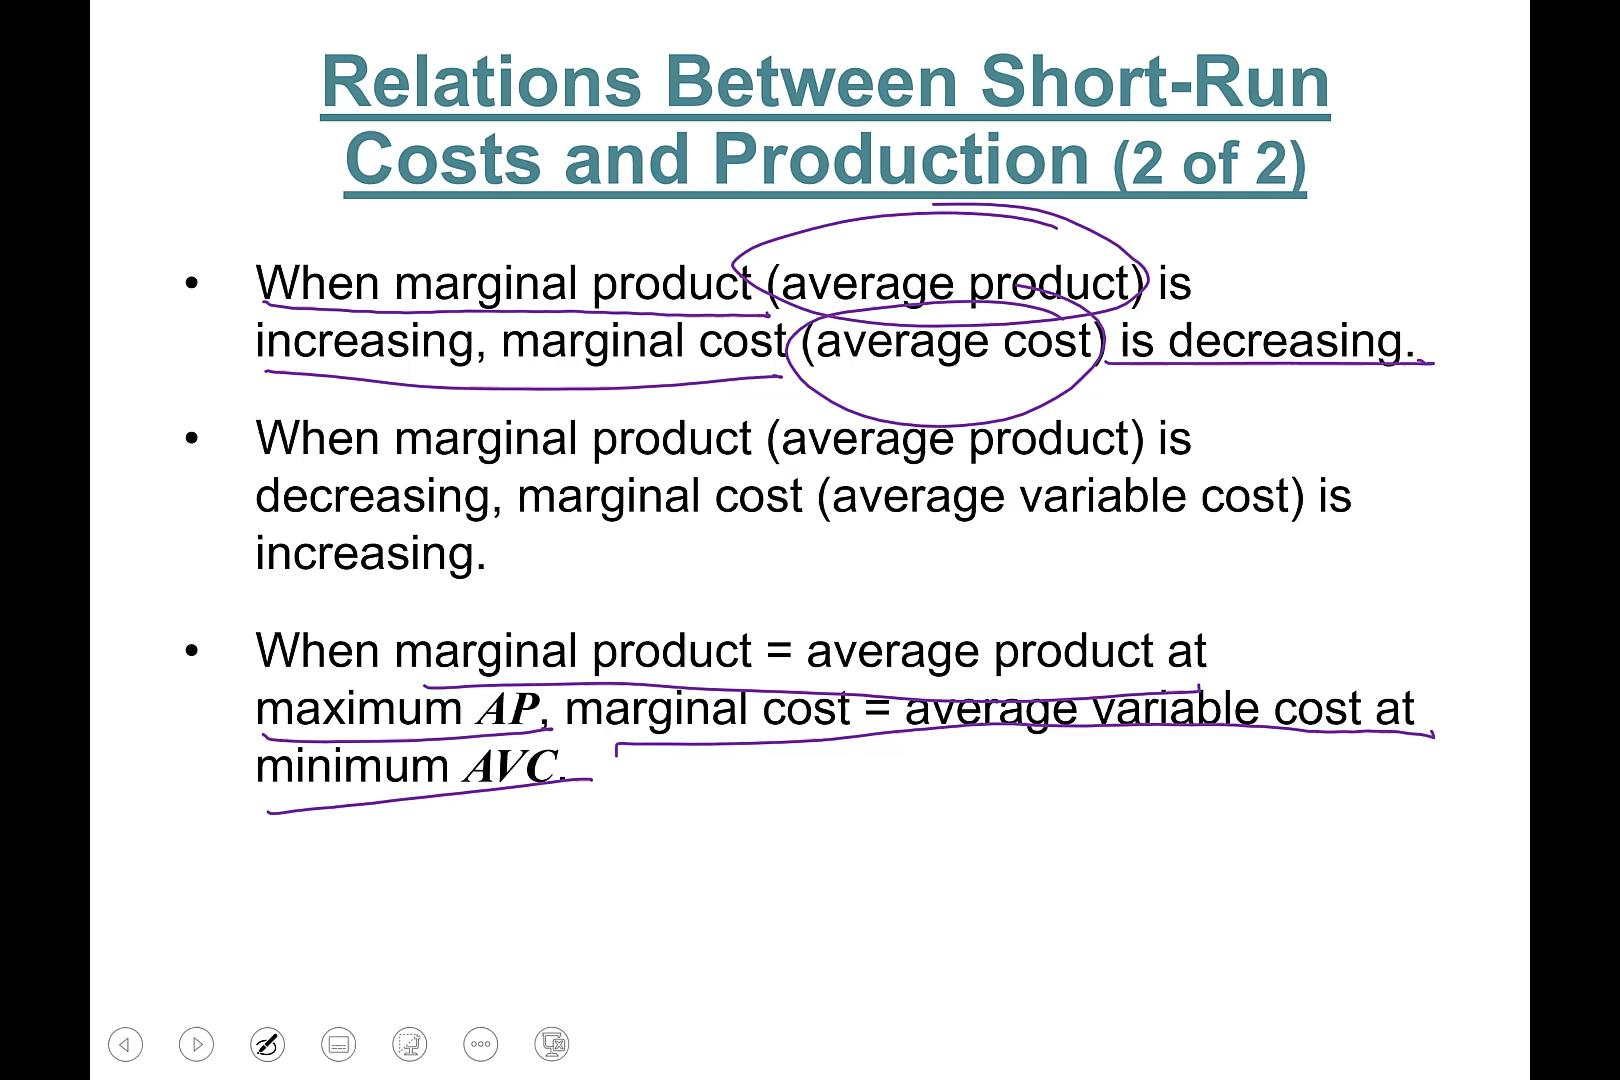 Relations Between Short-Run
Costs and Production (2 of 2)
• When marginal product (average product) is
increasing, marginal cost (average cost) is decreasing.
• When marginal product (average product) is
decreasing, marginal cost (average variable cost) is
increasing.
• When marginal product = average product at
maximum AP, marginal cost = average variable cost at
minimum AVC.